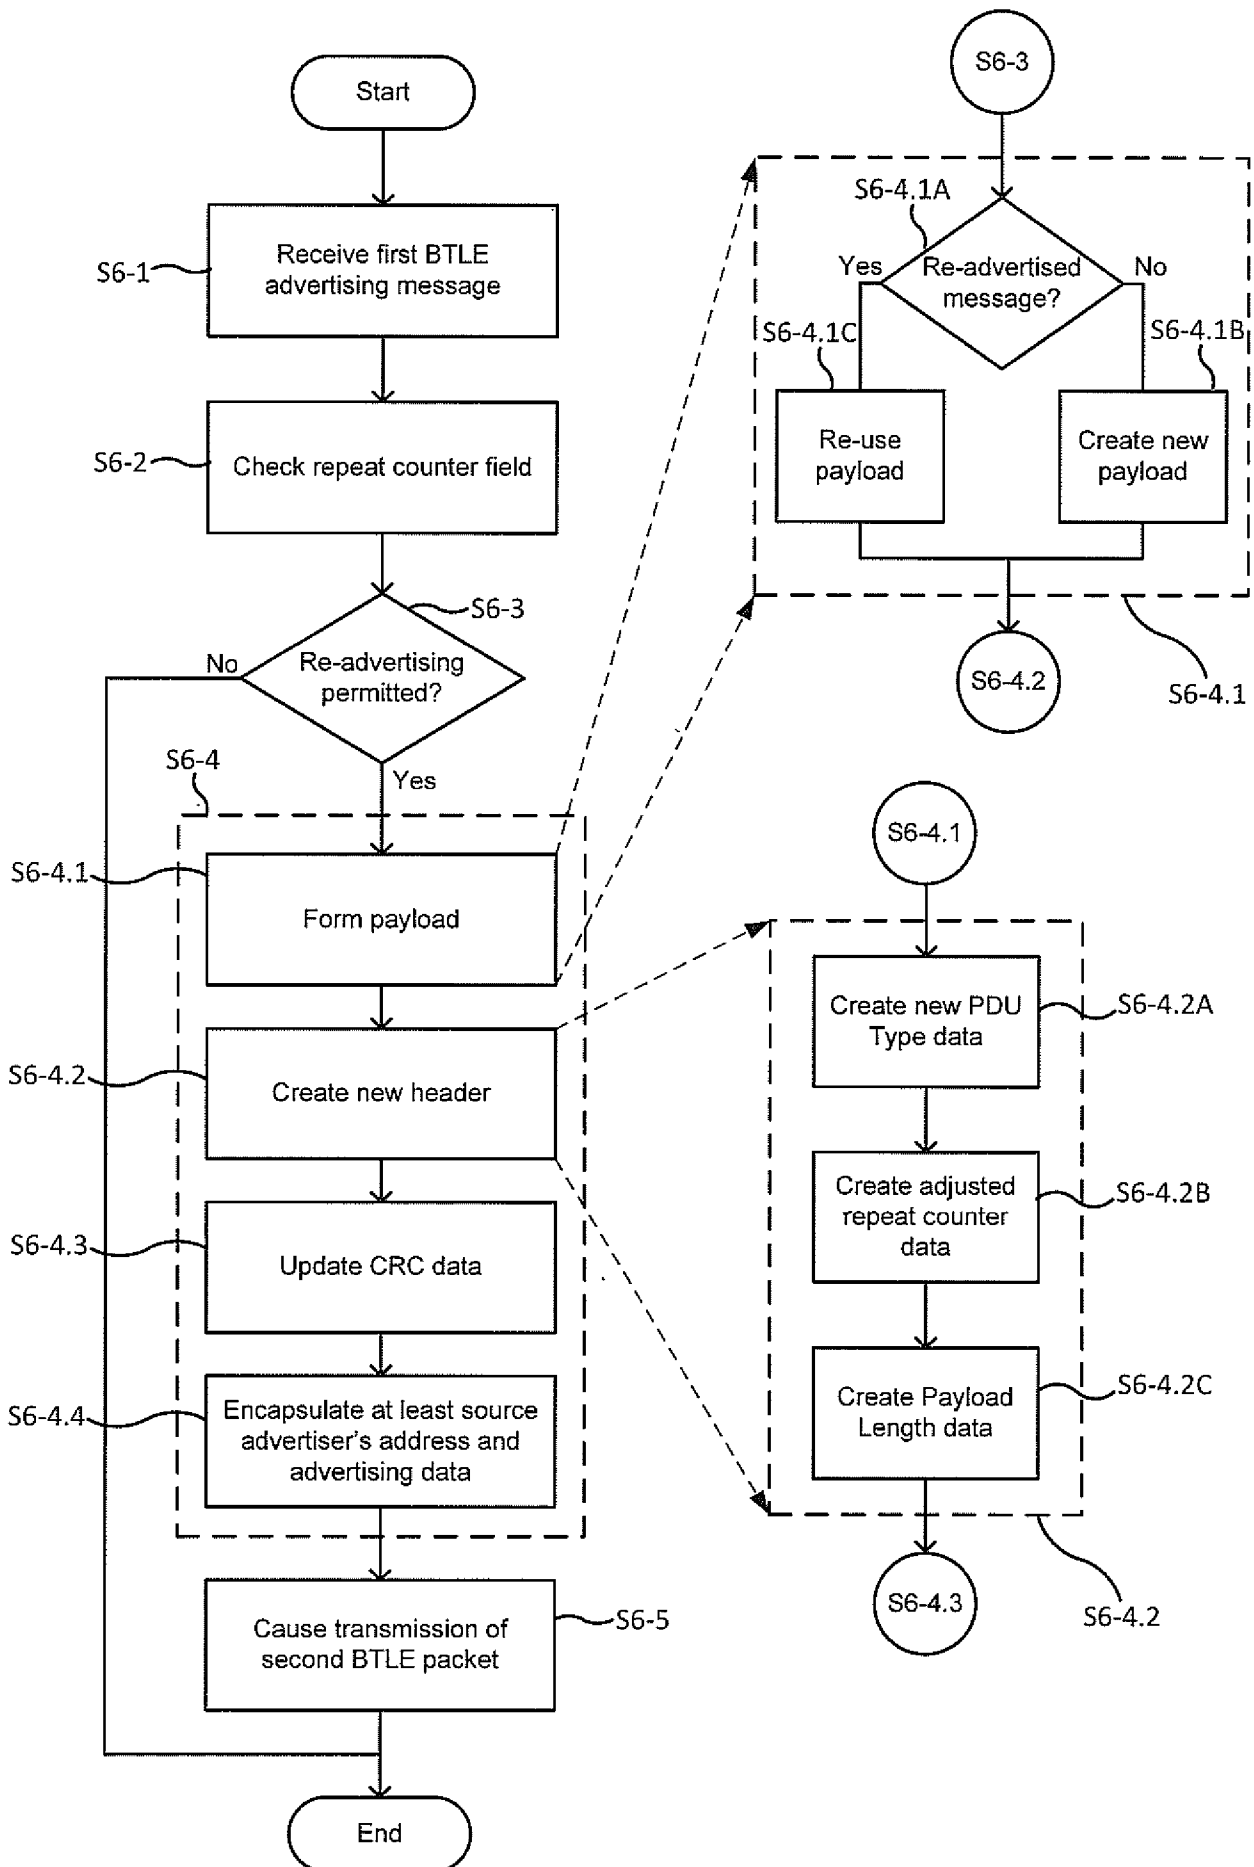 Start
S6-1
Receive first BTLE
advertising message
S6-2
Check repeat counter field
S6-3
No
Re-advertising
permitted?
Yes
S6-4
S6-4.1
Form payload
S6-4.2
Create new header
S6-4.3
Update CRC data
S6-4.4
Encapsulate at least source
advertiser's address and
advertising data
Cause transmission of
second BTLE packet
S6-5
End
S6-3
S6-4.1A
Yes
Re-advertised
message?
No
S6-4.1C
S6-4.1B
Re-use
payload
Create new
payload
S6-4.2
S6-4.1
S6-4.1
Create new PDU
Type data
S6-4.2A
Create adjusted
repeat counter
data
S6-4.2B
Create Payload
Length data
S6-4.2C
S6-4.3
S6-4.2